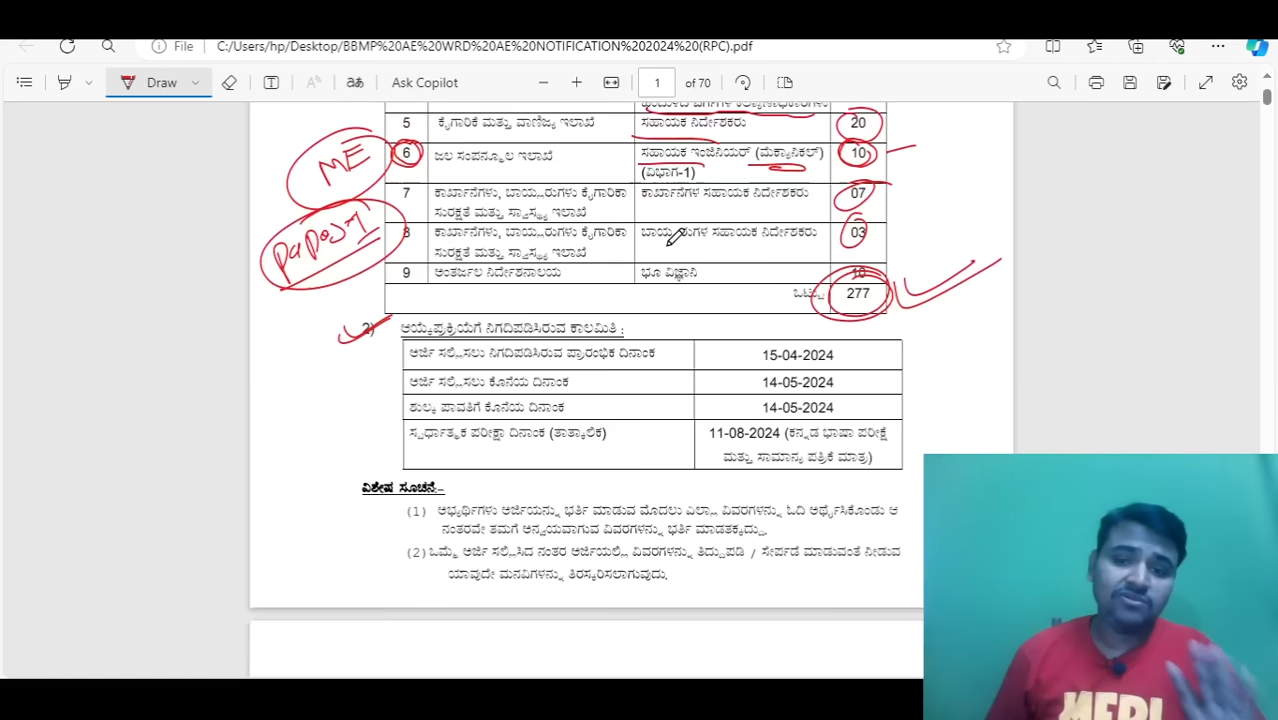 File C:/Users/hp/Desktop/BBMP%20AE%20WRD%20AE%20NOTIFICATION%202024%20(RPC).pdf
Draw Ask Copilot 1 of 70
ಹಿಂದುಳಿದ ವರ್ಗಗಳ ಕಲ್ಯಾಣಾಧಿಕಾರಿಗಳು
5 ಕೈಗಾರಿಕೆ ಮತ್ತು ವಾಣಿಜ್ಯ ಇಲಾಖೆ ಸಹಾಯಕ ನಿರ್ದೇಶಕರು 20
6 ಜಲ ಸಂಪನ್ಮೂಲ ಇಲಾಖೆ ಸಹಾಯಕ ಇಂಜಿನಿಯರ್ (ಮೆಕ್ಯಾನಿಕಲ್) 10
(ವಿಭಾಗ-1)
7 ಕಾರ್ಖಾನೆಗಳು, ಬಾಯ್ಲರುಗಳು ಕೈಗಾರಿಕಾ ಕಾರ್ಖಾನೆಗಳ ಸಹಾಯಕ ನಿರ್ದೇಶಕರು 07
ಸುರಕ್ಷತೆ ಮತ್ತು ಸ್ವಾಸ್ಥ್ಯ ಇಲಾಖೆ
8 ಕಾರ್ಖಾನೆಗಳು, ಬಾಯ್ಲರುಗಳು ಕೈಗಾರಿಕಾ ಬಾಯ್ಲರುಗಳ ಸಹಾಯಕ ನಿರ್ದೇಶಕರು 03
ಸುರಕ್ಷತೆ ಮತ್ತು ಸ್ವಾಸ್ಥ್ಯ ಇಲಾಖೆ
9 ಅಂತರ್ಜಲ ನಿರ್ದೇಶನಾಲಯ ಭೂ ವಿಜ್ಞಾನಿ 10
ಒಟ್ಟು 277
ME
2) ಆಯ್ಕೆಪ್ರಕ್ರಿಯೆಗೆ ನಿಗದಿಪಡಿಸಿರುವ ಕಾಲಮಿತಿ :
ಅರ್ಜಿ ಸಲ್ಲಿಸಲು ನಿಗದಿಪಡಿಸಿರುವ ಪ್ರಾರಂಭಿಕ ದಿನಾಂಕ 15-04-2024
ಅರ್ಜಿ ಸಲ್ಲಿಸಲು ಕೊನೆಯ ದಿನಾಂಕ 14-05-2024
ಶುಲ್ಕ ಪಾವತಿಗೆ ಕೊನೆಯ ದಿನಾಂಕ 14-05-2024
ಸ್ಪರ್ಧಾತ್ಮಕ ಪರೀಕ್ಷಾ ದಿನಾಂಕ (ತಾತ್ಕಾಲಿಕ) 11-08-2024 (ಕನ್ನಡ ಭಾಷಾ ಪರೀಕ್ಷೆ
ಮತ್ತು ಸಾಮಾನ್ಯ ಪತ್ರಿಕೆ ಮಾತ್ರ)
ವಿಶೇಷ ಸೂಚನೆ:-
(1) ಅಭ್ಯರ್ಥಿಗಳು ಅರ್ಜಿಯನ್ನು ಭರ್ತಿ ಮಾಡುವ ಮೊದಲು ಎಲ್ಲಾ ವಿವರಗಳನ್ನು ಓದಿ ಅರ್ಥೈಸಿಕೊಂಡು ಆ
ನಂತರವೇ ತಮಗೆ ಅನ್ವಯವಾಗುವ ವಿವರಗಳನ್ನು ಭರ್ತಿ ಮಾಡತಕ್ಕದ್ದು.
(2) ಒಮ್ಮೆ ಅರ್ಜಿ ಸಲ್ಲಿಸಿದ ನಂತರ ಅರ್ಜಿಯಲ್ಲಿ ವಿವರಗಳನ್ನು ತಿದ್ದುಪಡಿ / ಸೇರ್ಪಡೆ ಮಾಡುವಂತೆ ನೀಡುವ
ಯಾವುದೇ ಮನವಿಗಳನ್ನು ತಿರಸ್ಕರಿಸಲಾಗುವುದು.